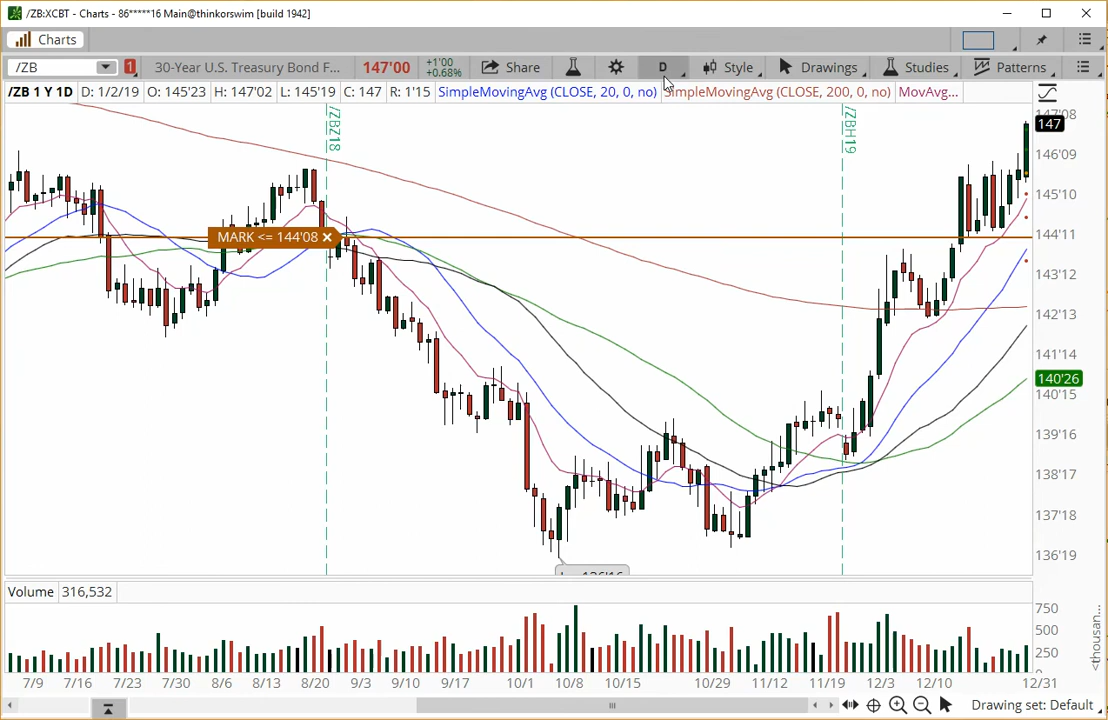 /ZB:XCBT - Charts - 86*****16 Main@thinkorswim [build 1942]
Charts
/ZB 1 30-Year U.S. Treasury Bond F... 147'00 +1'00 +0.68% Share D Style Drawings Studies Patterns
/ZB 1 Y 1D D: 1/2/19 O: 145'23 H: 147'02 L: 145'19 C: 147 R: 1'15 SimpleMovingAvg (CLOSE, 20, 0, no) SimpleMovingAvg (CLOSE, 200, 0, no) MovAvg...
/ZBZ18
/ZBH19
147'08
147
146'09
145'10
MARK <= 144'08
144'11
143'12
142'13
141'14
140'26
140'15
139'16
138'17
137'18
136'19
Volume 316,532
750
500
250
0
<thousan...
7/9 7/16 7/23 7/30 8/6 8/13 8/20 9/3 9/10 9/17 10/1 10/8 10/15 10/29 11/12 11/19 12/3 12/10 12/31
Drawing set: Default